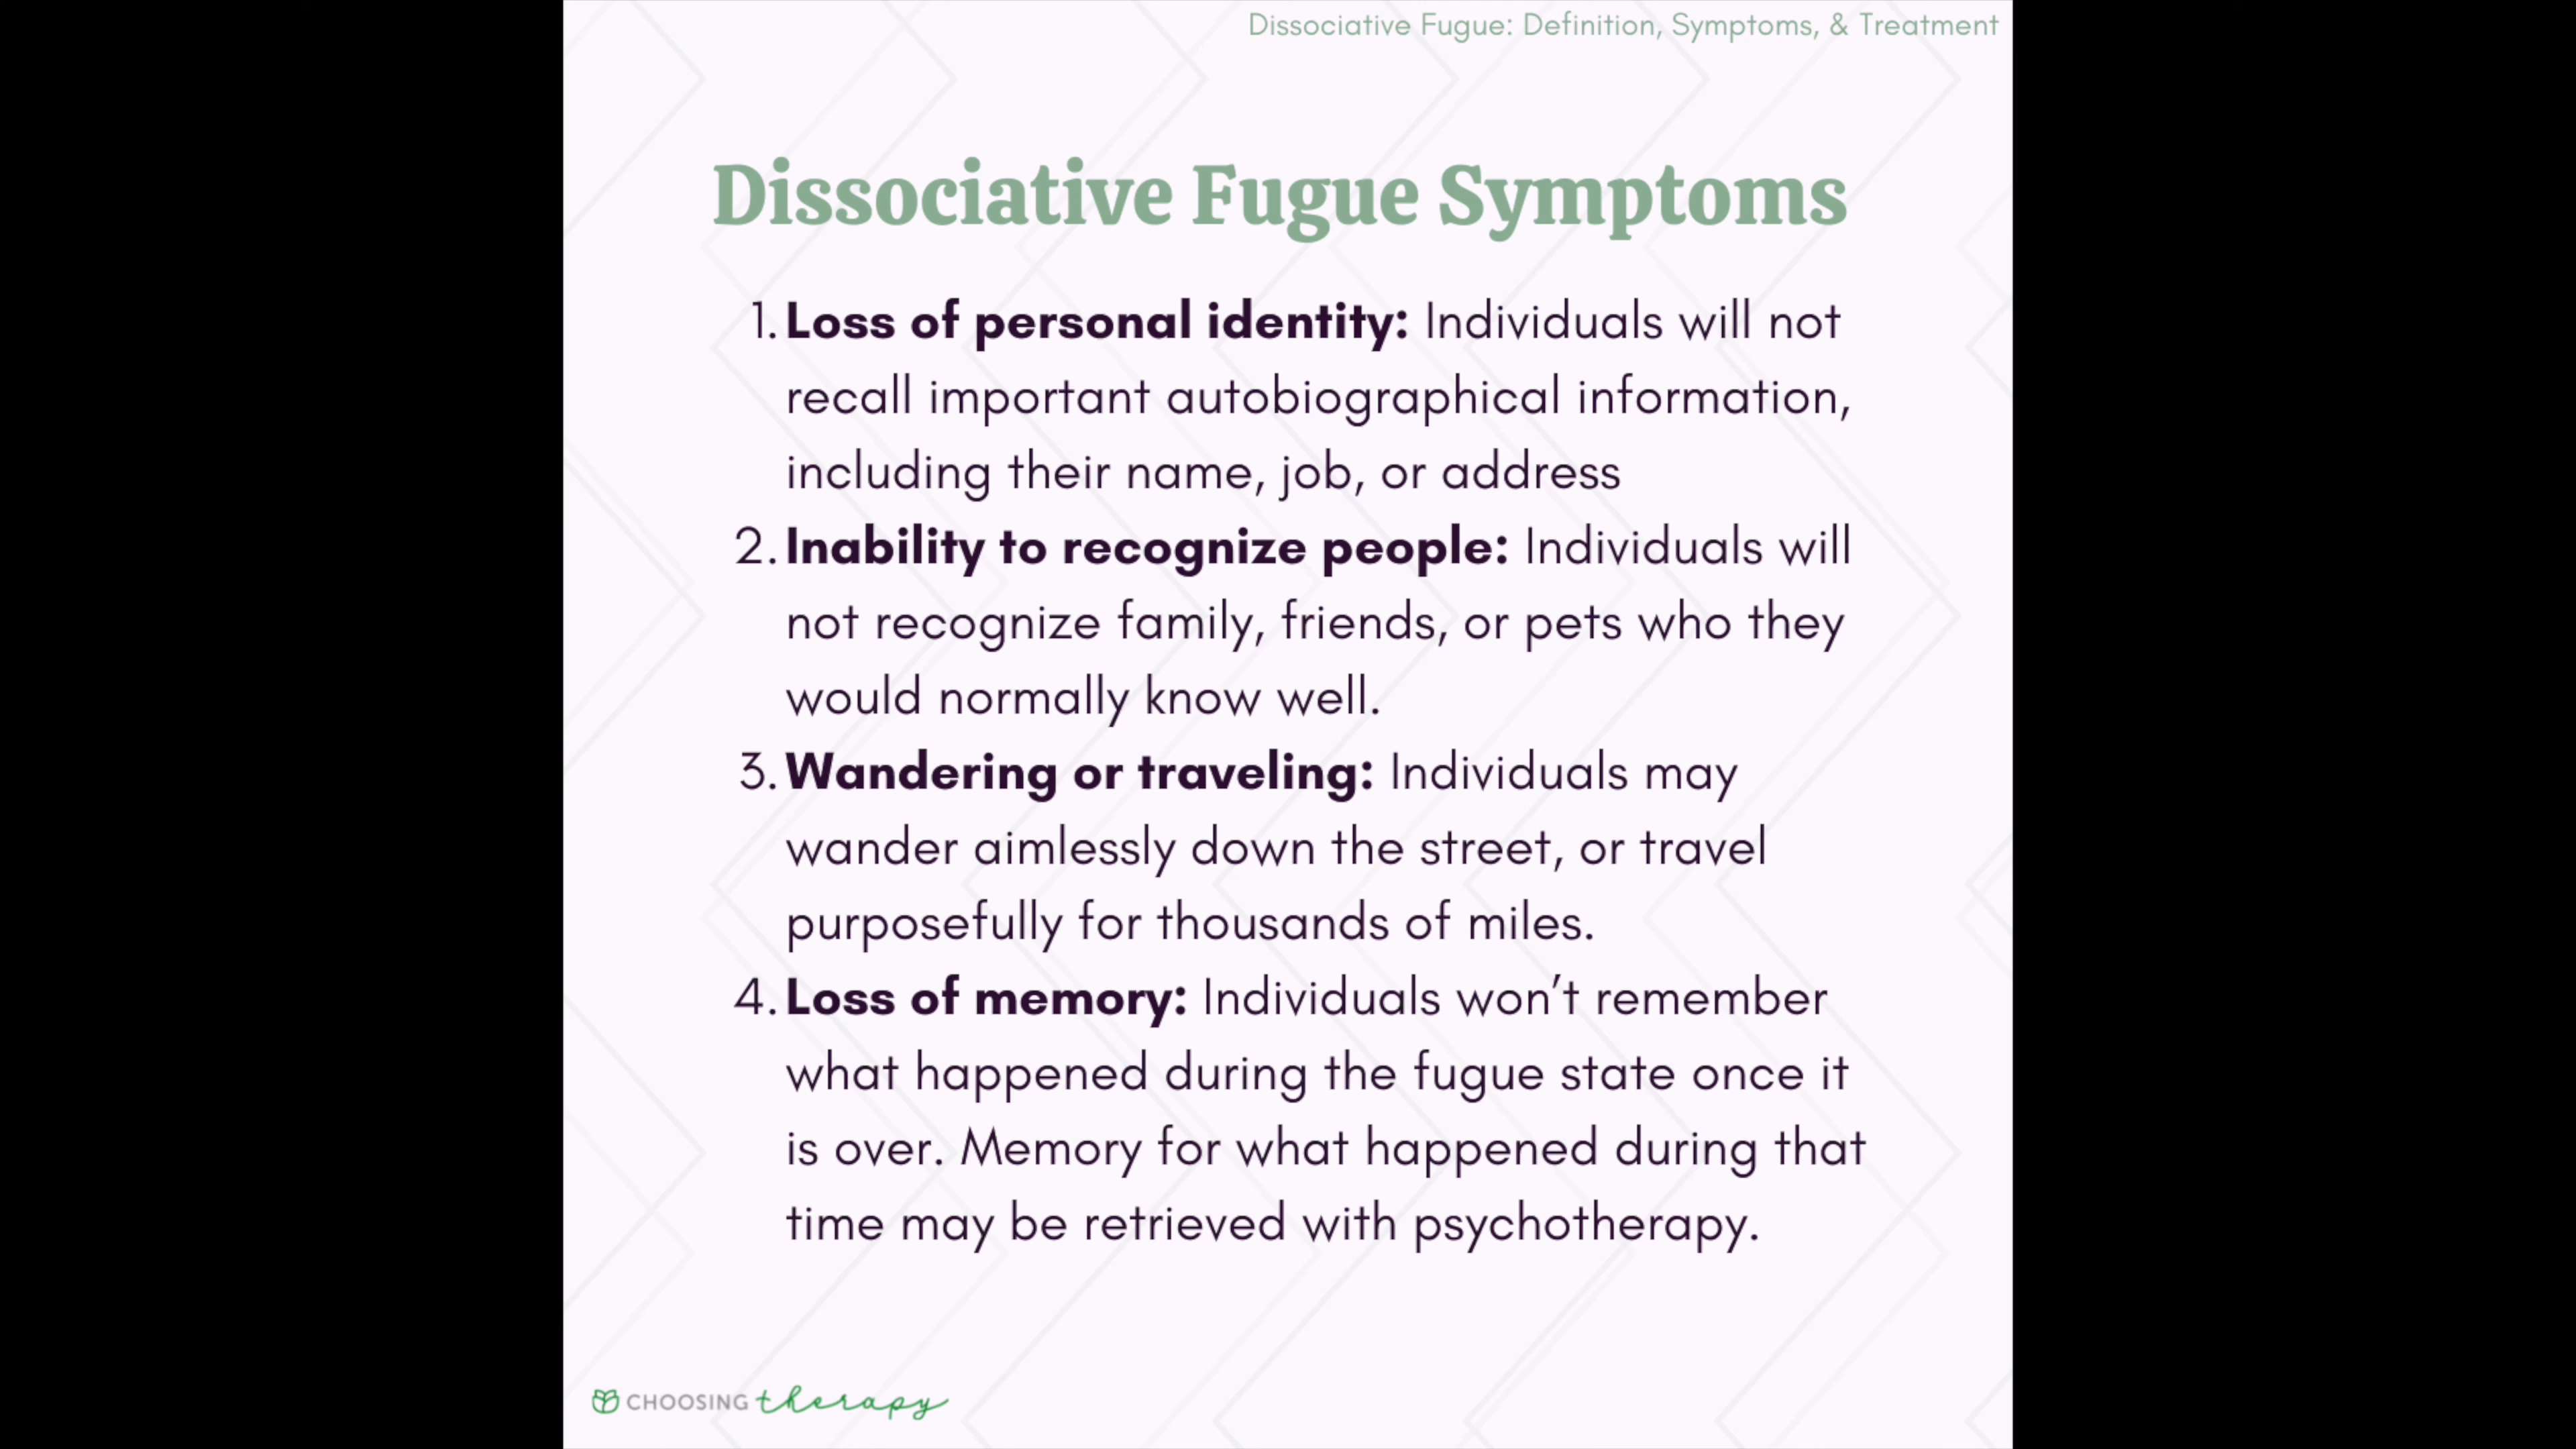 Dissociative Fugue: Definition, Symptoms, & Treatment
Dissociative Fugue Symptoms
1. Loss of personal identity: Individuals will not
recall important autobiographical information,
including their name, job, or address
2. Inability to recognize people: Individuals will
not recognize family, friends, or pets who they
would normally know well.
3. Wandering or traveling: Individuals may
wander aimlessly down the street, or travel
purposefully for thousands of miles.
4. Loss of memory: Individuals won’t remember
what happened during the fugue state once it
is over. Memory for what happened during that
time may be retrieved with psychotherapy.
CHOOSING therapy